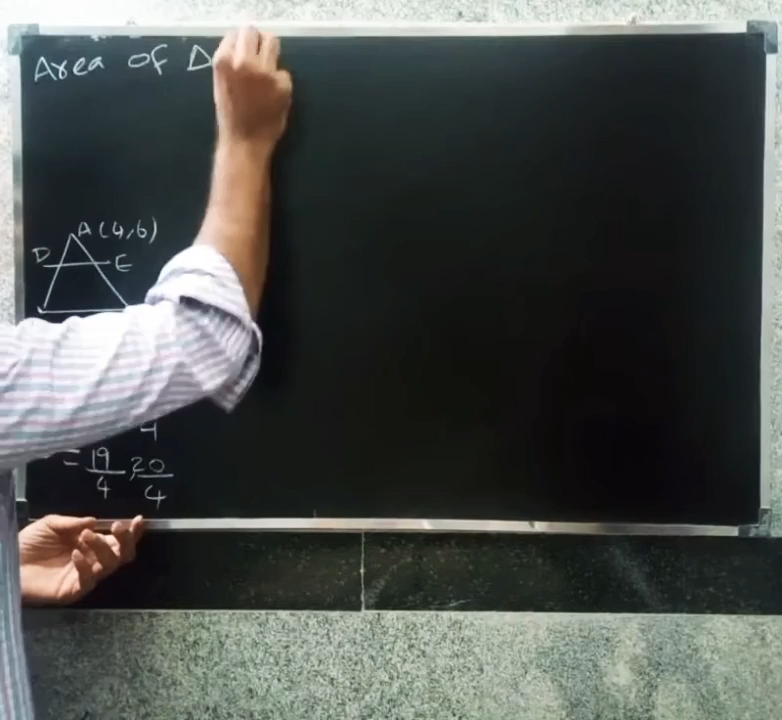 Area of Δ
A(4,6)
D E
4
= 19/4, 20/4